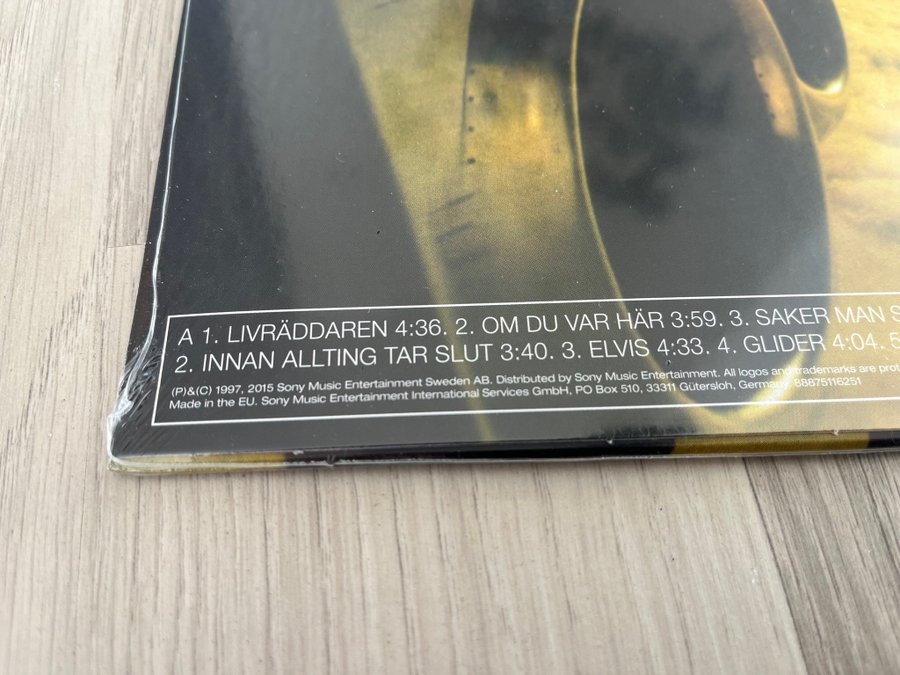 A 1. LIVRÄDDAREN 4:36. 2. OM DU VAR HÄR 3:59. 3. SAKER MAN S
2. INNAN ALLTING TAR SLUT 3:40. 3. ELVIS 4:33. 4. GLIDER 4:04. 5
(P)&(C) 1997, 2015 Sony Music Entertainment Sweden AB. Distributed by Sony Music Entertainment. All logos and trademarks are prot
Made in the EU. Sony Music Entertainment International Services GmbH, PO Box 510, 33311 Gütersloh, Germany. 88875116251